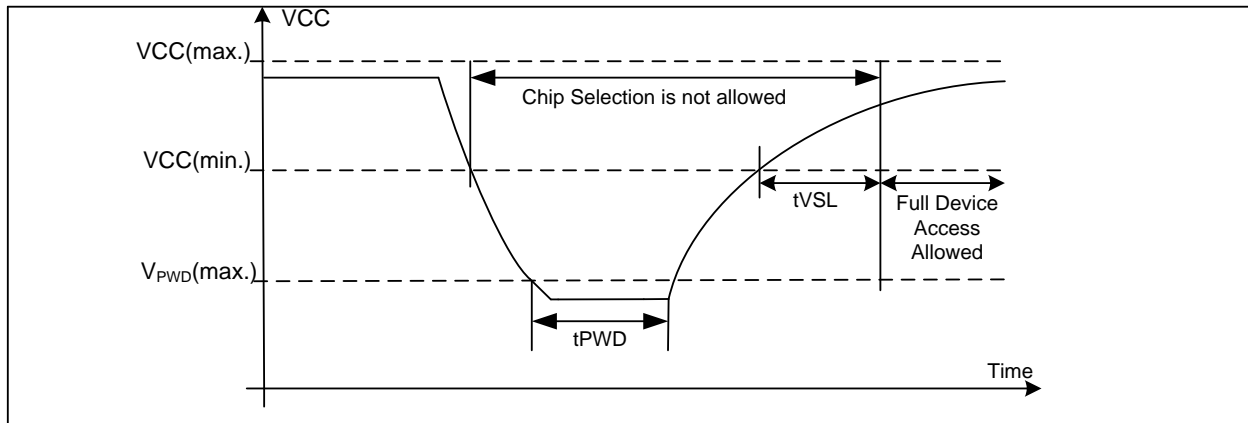 VCC
VCC(max.)
Chip Selection is not allowed
VCC(min.)
tVSL
Full Device
Access
Allowed
VPWD(max.)
tPWD
Time